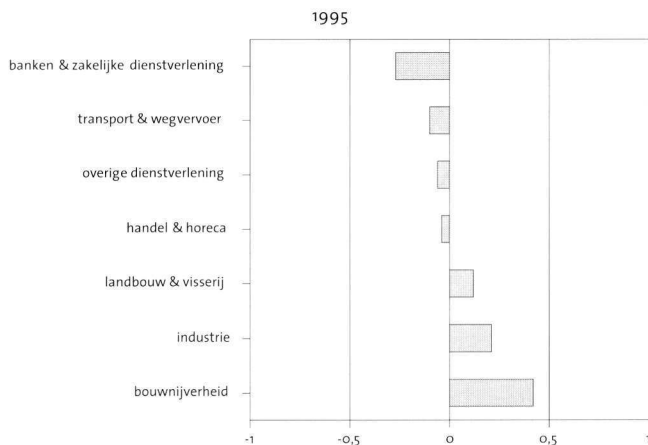 1995
banken & zakelijke dienstverlening
transport & wegvervoer
overige dienstverlening
handel & horeca
landbouw & visserij
industrie
bouwnijverheid
-1 -0,5 0 0,5 1